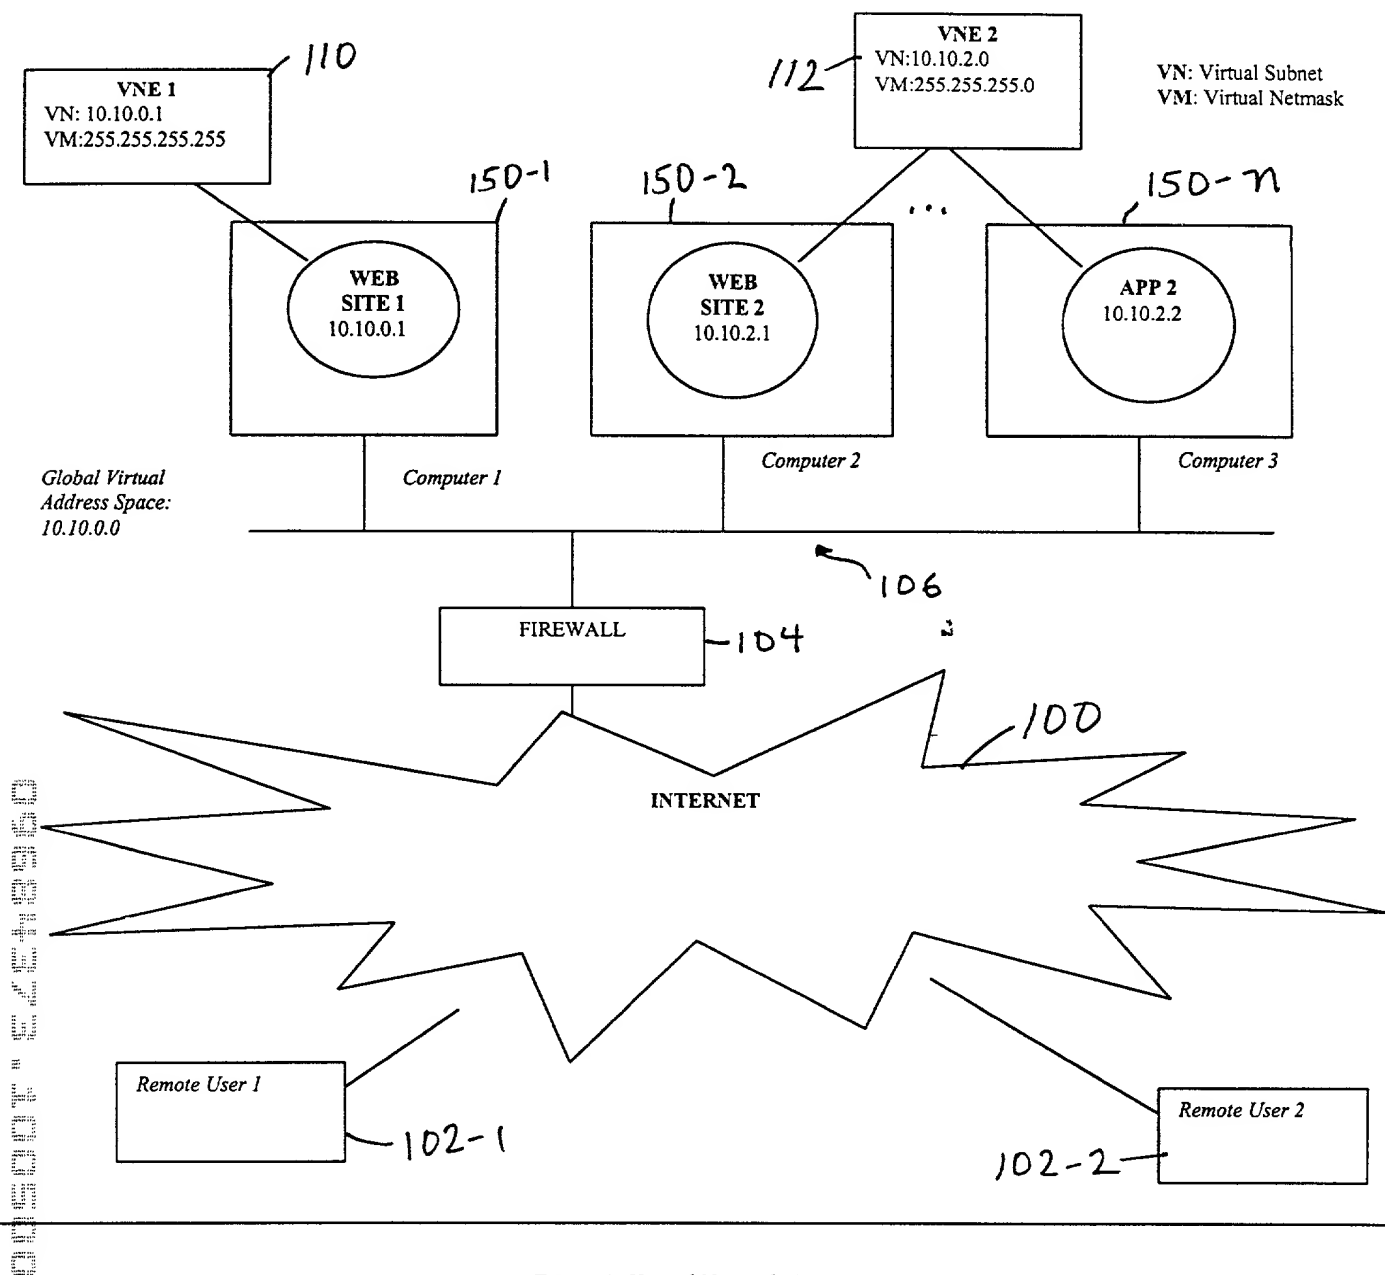 VNE 1
VN: 10.10.0.1
VM:255.255.255.255
110
VNE 2
VN:10.10.2.0
VM:255.255.255.0
112
VN: Virtual Subnet
VM: Virtual Netmask
150-1
150-2
...
150-n
WEB
SITE 1
10.10.0.1
WEB
SITE 2
10.10.2.1
APP 2
10.10.2.2
Computer 1
Computer 2
Computer 3
Global Virtual
Address Space:
10.10.0.0
106
FIREWALL
104
100
INTERNET
Remote User 1
102-1
Remote User 2
102-2